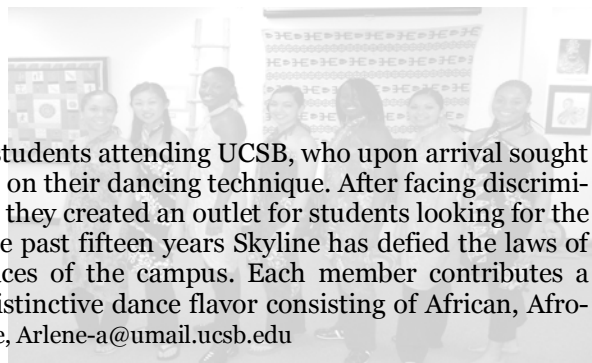 students attending UCSB, who upon arrival sought
on their dancing technique. After facing discrimi-
they created an outlet for students looking for the
e past fifteen years Skyline has defied the laws of
ces of the campus. Each member contributes a
istinctive dance flavor consisting of African, Afro-
e, Arlene-a@umail.ucsb.edu